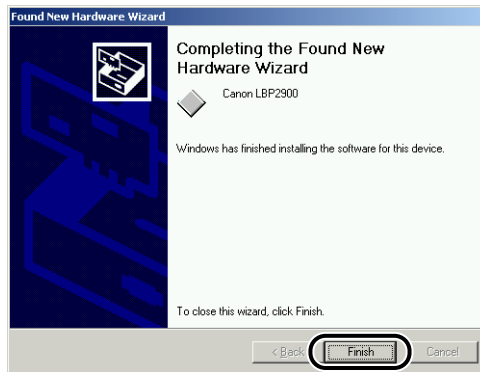 Found New Hardware Wizard
Completing the Found New
Hardware Wizard
Canon LBP2900
Windows has finished installing the software for this device.
To close this wizard, click Finish.
< Back Finish Cancel